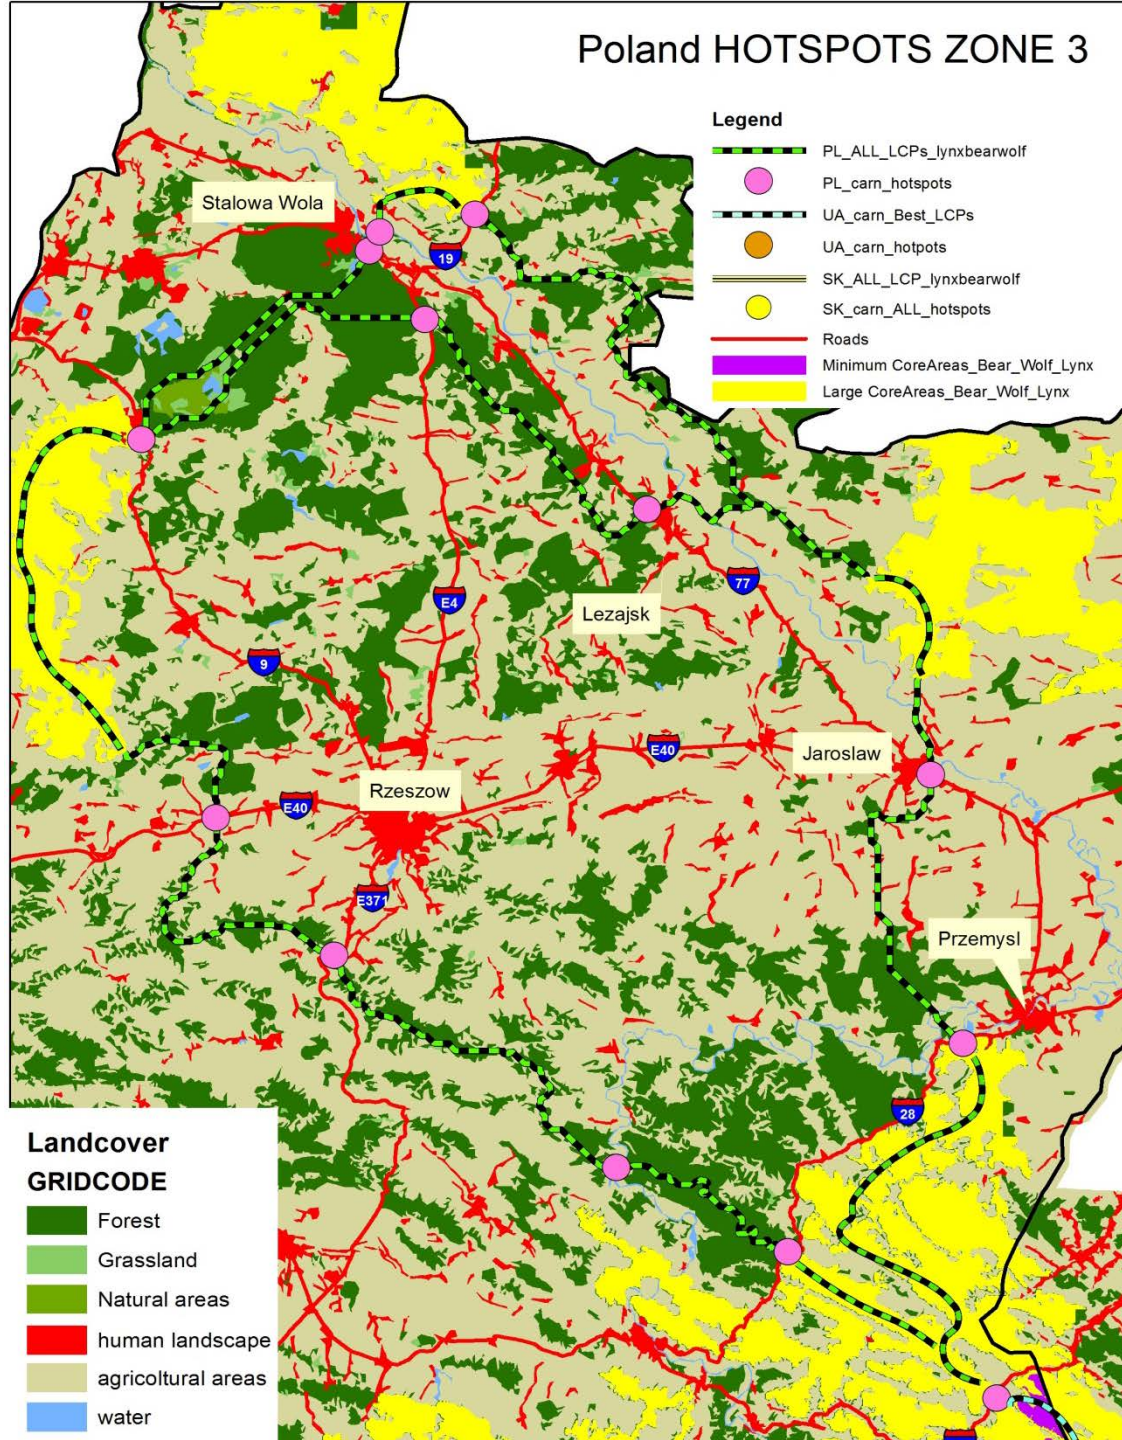 Poland HOTSPOTS ZONE 3
Legend
PL_ALL_LCPs_lynxbearwolf
PL_carn_hotspots
UA_carn_Best_LCPs
UA_carn_hotpots
SK_ALL_LCP_lynxbearwolf
SK_carn_ALL_hotspots
Roads
Minimum CoreAreas_Bear_Wolf_Lynx
Large CoreAreas_Bear_Wolf_Lynx
Stalowa Wola
19
77
E4
Lezajsk
9
E40
Jaroslaw
Rzeszow
E40
E371
Przemysl
28
Landcover
GRIDCODE
Forest
Grassland
Natural areas
human landscape
agricoltural areas
water